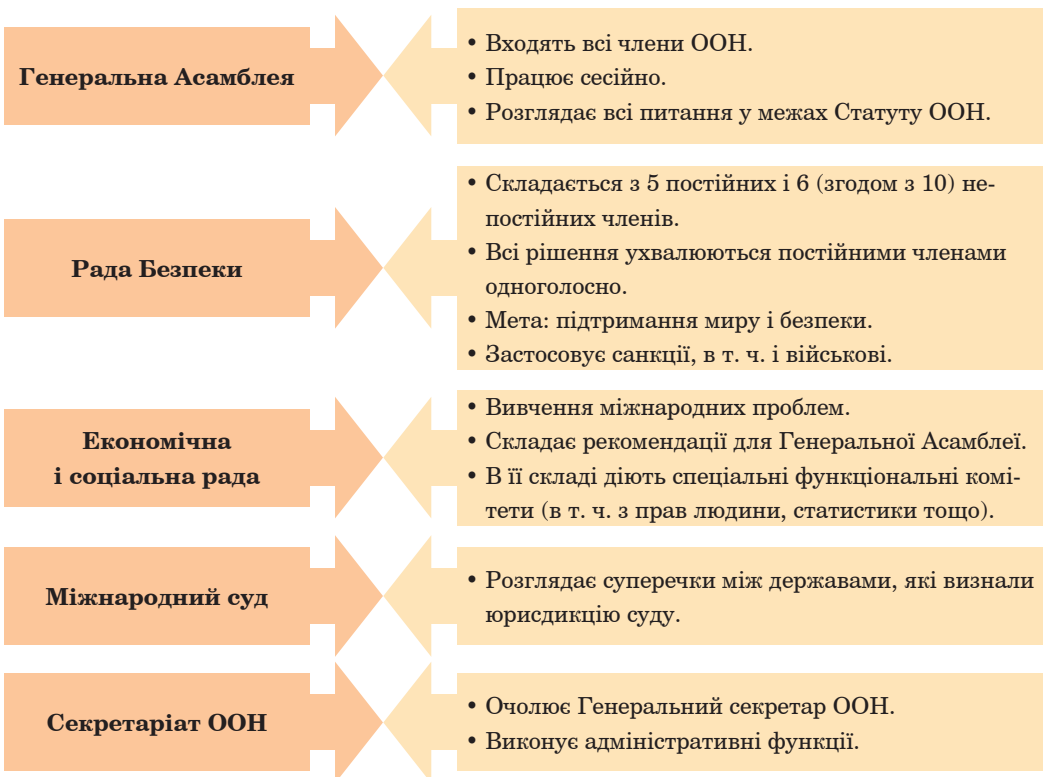 Генеральна Асамблея
• Входять всі члени ООН.
• Працює сесійно.
• Розглядає всі питання у межах Статуту ООН.
Рада Безпеки
• Складається з 5 постійних і 6 (згодом з 10) не-
постійних членів.
• Всі рішення ухвалюються постійними членами
одноголосно.
• Мета: підтримання миру і безпеки.
• Застосовує санкції, в т. ч. і військові.
Економічна
і соціальна рада
• Вивчення міжнародних проблем.
• Складає рекомендації для Генеральної Асамблеї.
• В її складі діють спеціальні функціональні комі-
тети (в т. ч. з прав людини, статистики тощо).
Міжнародний суд
• Розглядає суперечки між державами, які визнали
юрисдикцію суду.
Секретаріат ООН
• Очолює Генеральний секретар ООН.
• Виконує адміністративні функції.